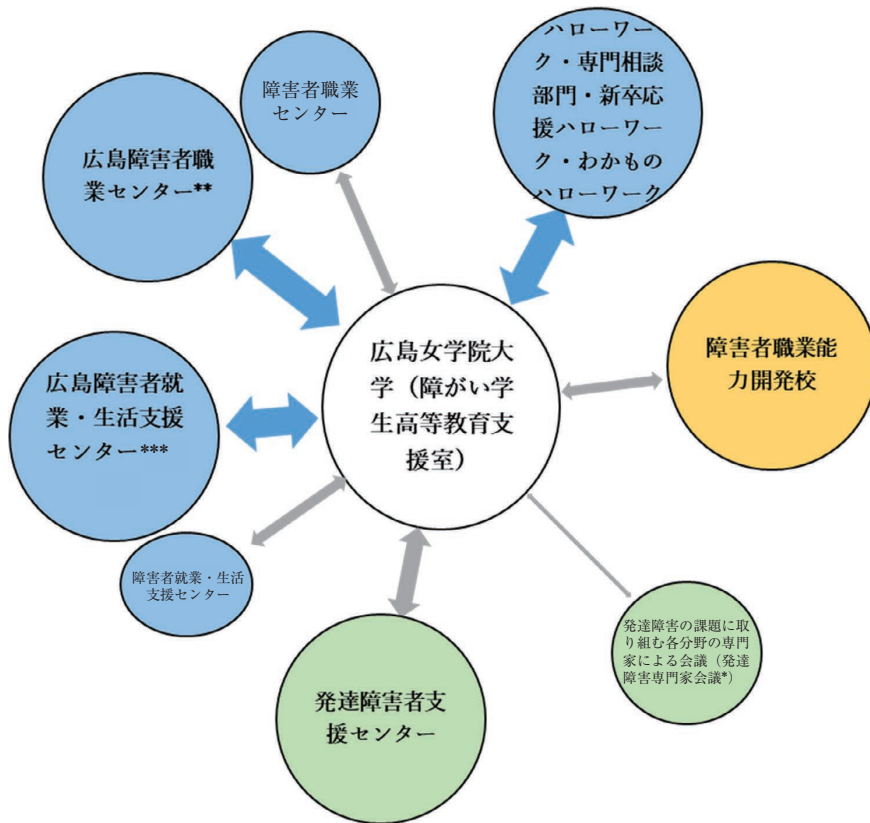 障害者職業
センター
ハローワー
ク・専門相談
部門・新卒応
援ハローワー
ク・わかもの
ハローワーク
広島障害者職
業センター**
広島女学院大
学（障がい学
生高等教育支
援室）
障害者職業能
力開発校
広島障害者就
業・生活支援
センター***
障害者就業・生活
支援センター
発達障害の課題に取
り組む各分野の専門
家による会議（発達
障害専門家会議*）
発達障害者支
援センター